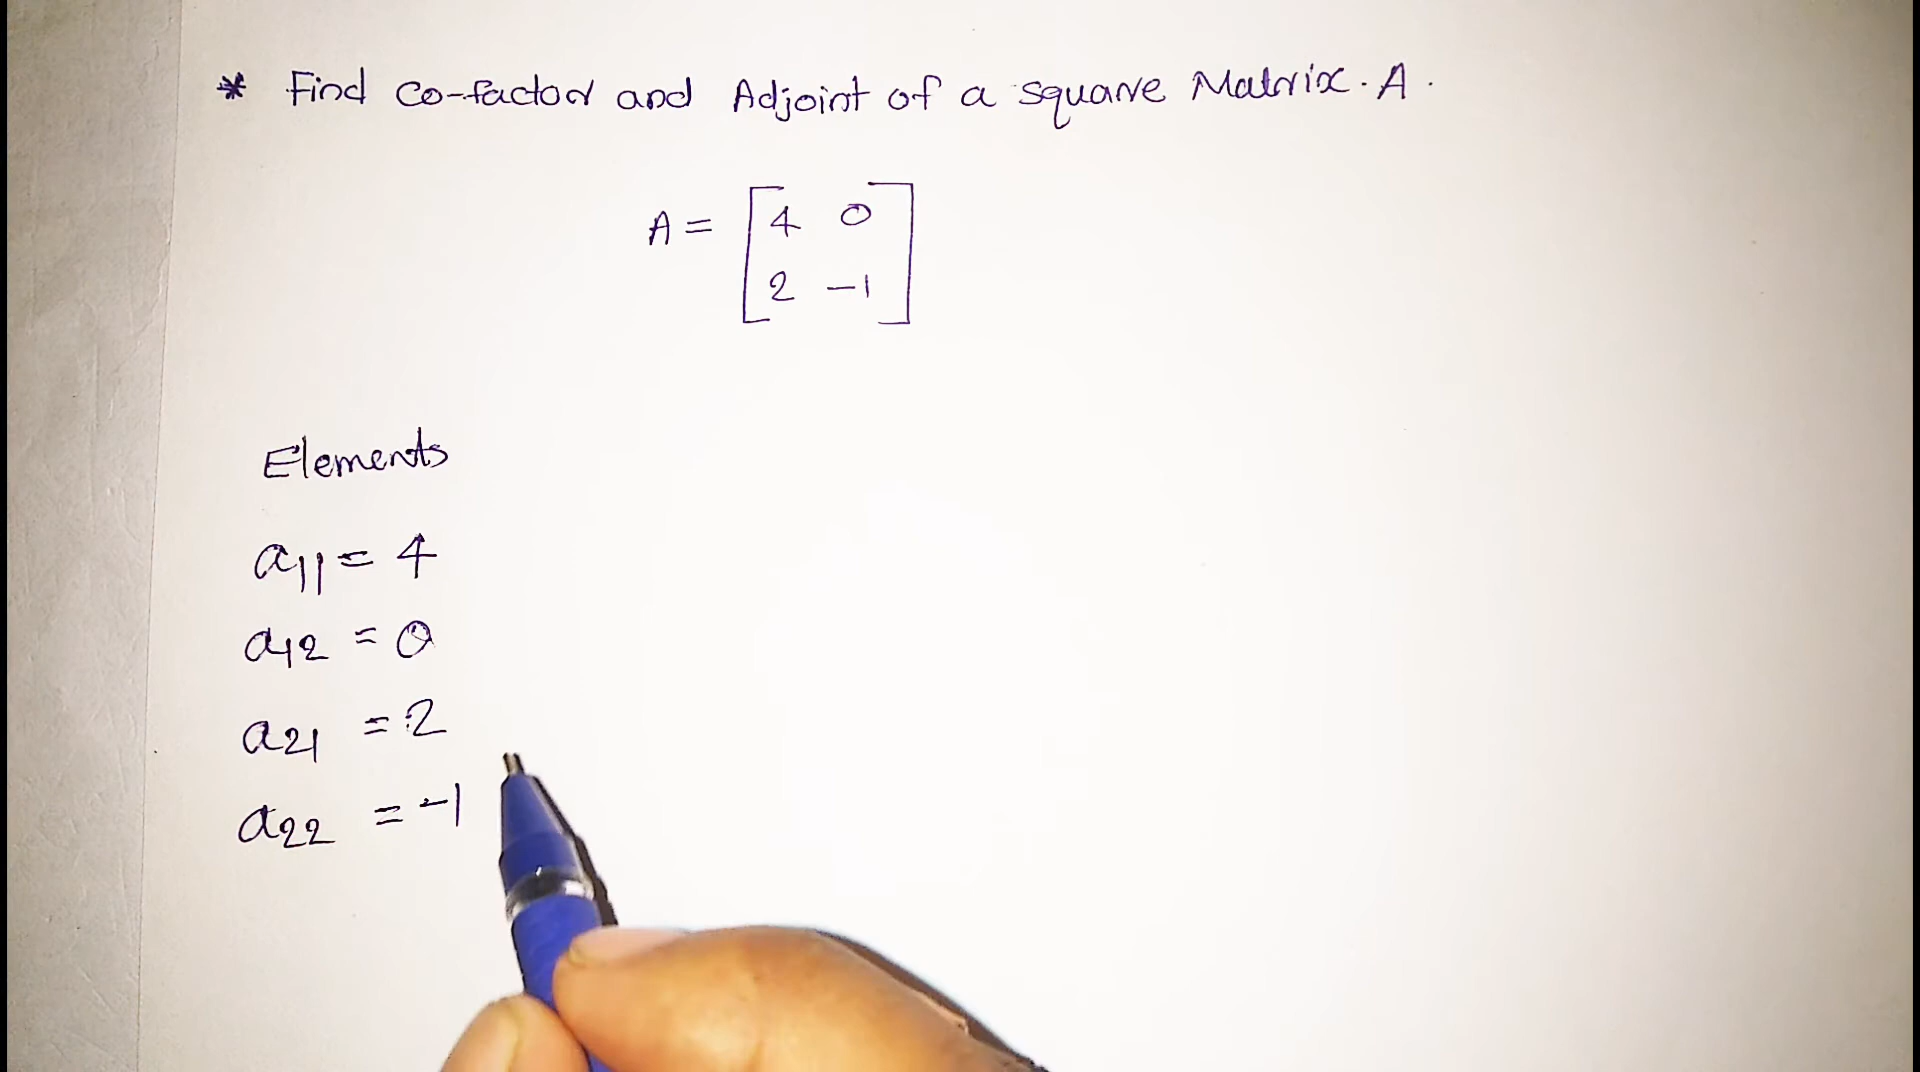 * Find Co-factor and Adjoint of a square Matrix. A.
A = [4 0
2 -1]
Elements
a11 = 4
a12 = 0
a21 = 2
a22 = -1